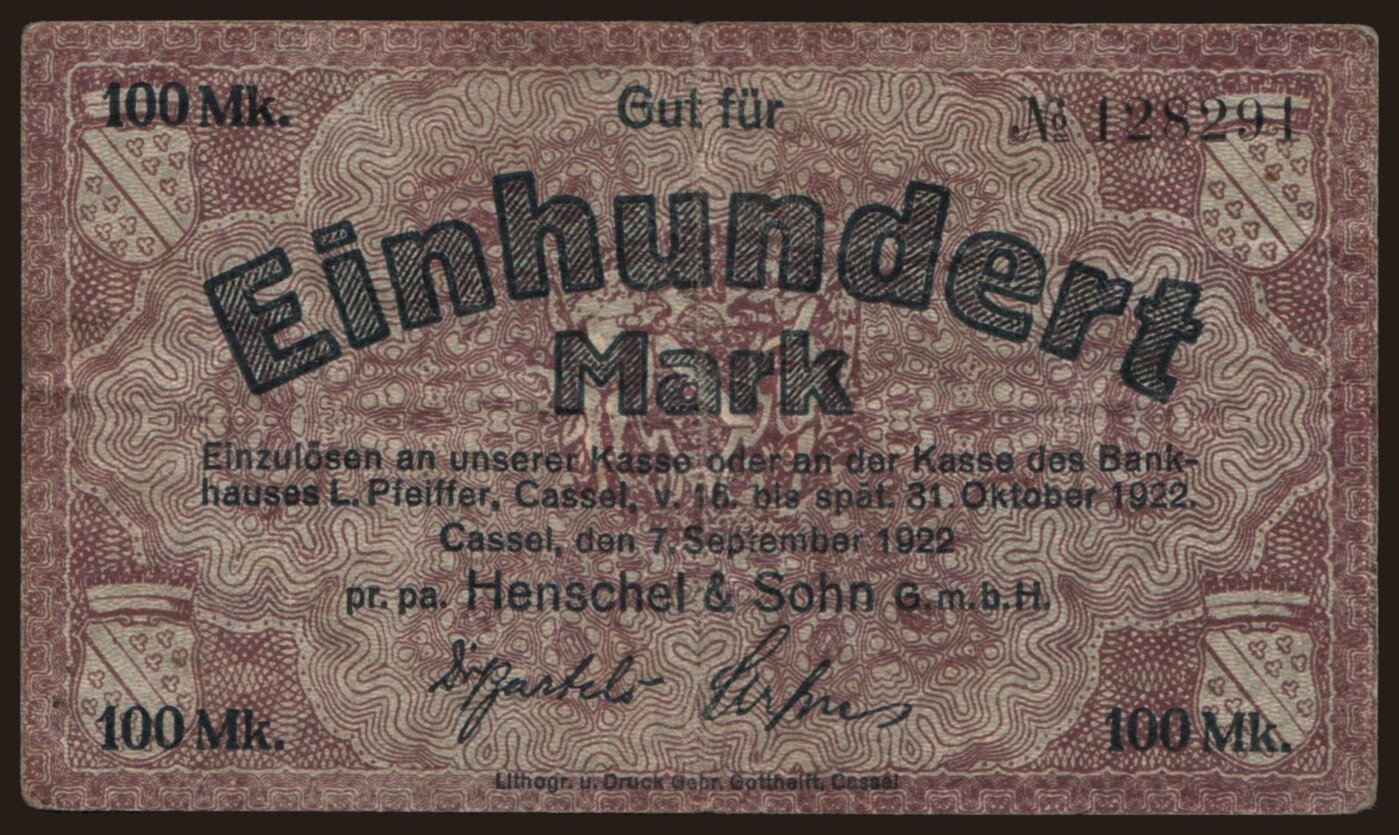 100 Mk. Gut für № 128291
Einhundert
Mark
Einzulösen an unserer Kasse oder an der Kasse des Bank-
hauses L. Pfeiffer, Cassel, v. 16. bis spät. 31. Oktober 1922.
Cassel, den 7. September 1922
pr. pa. Henschel & Sohn G.m.b.H.
100 Mk. 100 Mk.
Lithogr. u. Druck Gebr. Gotthelft, Cassel